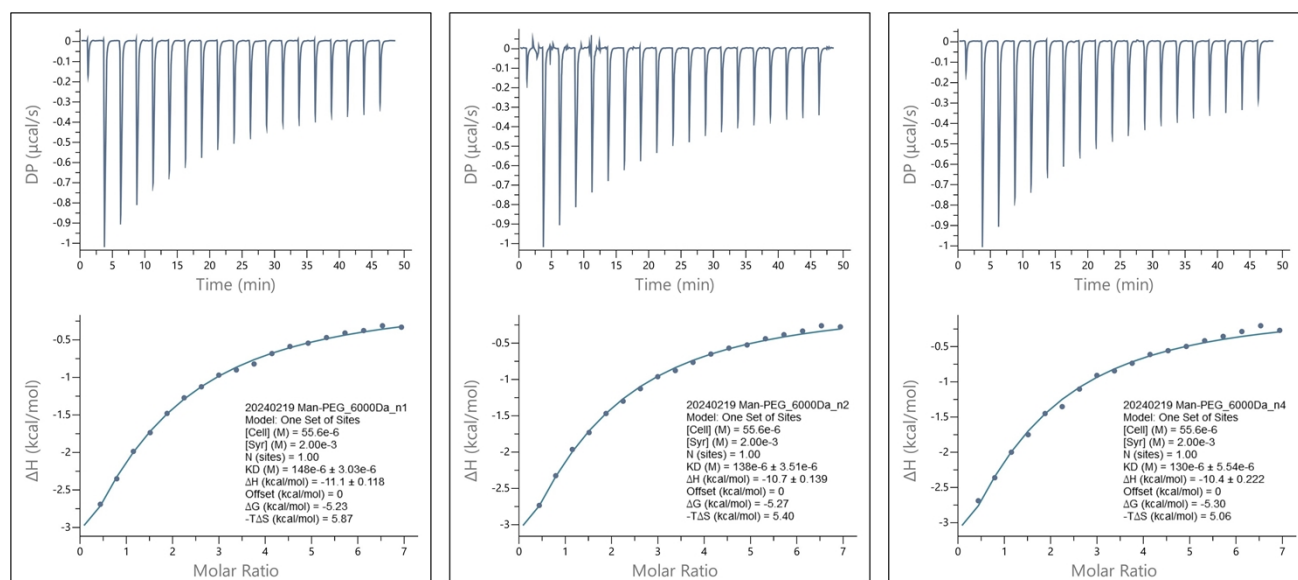 0
-0.1
-0.2
-0.3
-0.4
-0.5
-0.6
-0.7
-0.8
-0.9
-1
DP (µcal/s)
0 5 10 15 20 25 30 35 40 45 50
Time (min)
-0.5
-1
-1.5
-2
-2.5
-3
ΔH (kcal/mol)
20240219 Man-PEG_6000Da_n1
Model: One Set of Sites
[Cell] (M) = 55.6e-6
[Syr] (M) = 2.00e-3
N (sites) = 1.00
KD (M) = 148e-6 ± 3.03e-6
ΔH (kcal/mol) = -11.1 ± 0.118
Offset (kcal/mol) = 0
ΔG (kcal/mol) = -5.23
-TΔS (kcal/mol) = 5.87
0 1 2 3 4 5 6 7
Molar Ratio
0
-0.1
-0.2
-0.3
-0.4
-0.5
-0.6
-0.7
-0.8
-0.9
-1
DP (µcal/s)
0 5 10 15 20 25 30 35 40 45 50
Time (min)
-0.5
-1
-1.5
-2
-2.5
-3
ΔH (kcal/mol)
20240219 Man-PEG_6000Da_n2
Model: One Set of Sites
[Cell] (M) = 55.6e-6
[Syr] (M) = 2.00e-3
N (sites) = 1.00
KD (M) = 138e-6 ± 3.51e-6
ΔH (kcal/mol) = -10.7 ± 0.139
Offset (kcal/mol) = 0
ΔG (kcal/mol) = -5.27
-TΔS (kcal/mol) = 5.40
0 1 2 3 4 5 6 7
Molar Ratio
0
-0.1
-0.2
-0.3
-0.4
-0.5
-0.6
-0.7
-0.8
-0.9
-1
DP (µcal/s)
0 5 10 15 20 25 30 35 40 45 50
Time (min)
-0.5
-1
-1.5
-2
-2.5
-3
ΔH (kcal/mol)
20240219 Man-PEG_6000Da_n4
Model: One Set of Sites
[Cell] (M) = 55.6e-6
[Syr] (M) = 2.00e-3
N (sites) = 1.00
KD (M) = 130e-6 ± 5.54e-6
ΔH (kcal/mol) = -10.4 ± 0.222
Offset (kcal/mol) = 0
ΔG (kcal/mol) = -5.30
-TΔS (kcal/mol) = 5.06
0 1 2 3 4 5 6 7
Molar Ratio